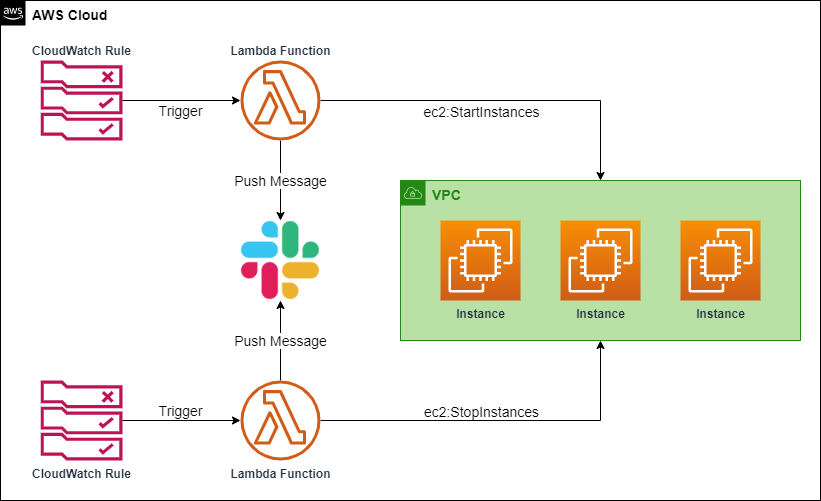 aws
AWS Cloud
CloudWatch Rule
Lambda Function
Trigger
ec2:StartInstances
Push Message
VPC
Instance
Instance
Instance
Push Message
Trigger
ec2:StopInstances
CloudWatch Rule
Lambda Function